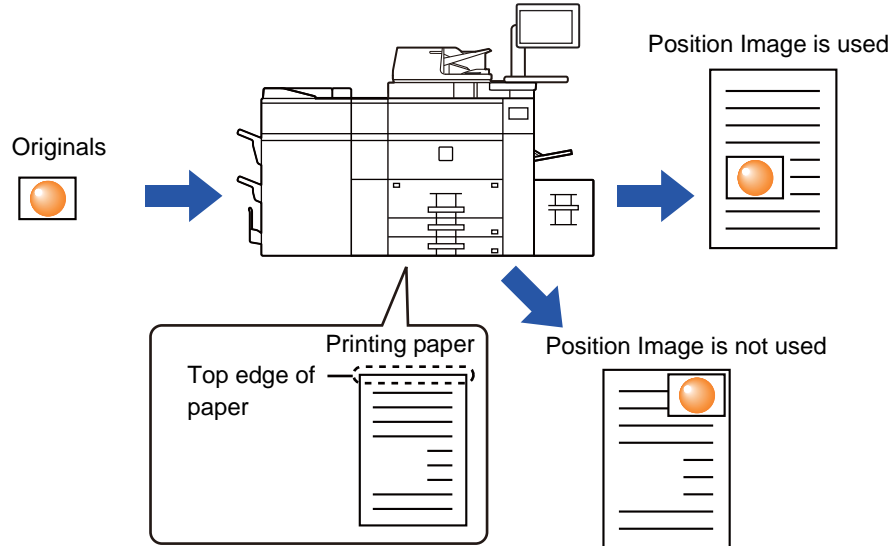 Position Image is used
Originals
Printing paper
Top edge of
paper
Position Image is not used